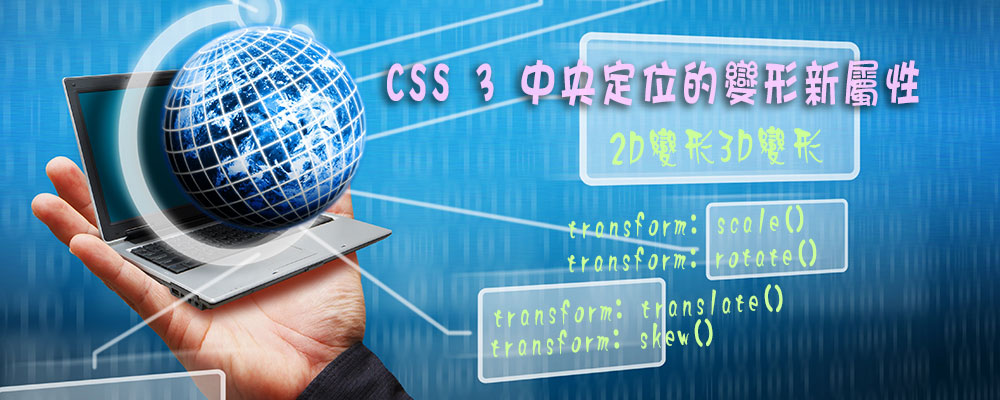 CSS 3 中央定位的變形新屬性
2D變形3D變形
transform: scale()
transform: rotate()
transform: translate()
transform: skew()